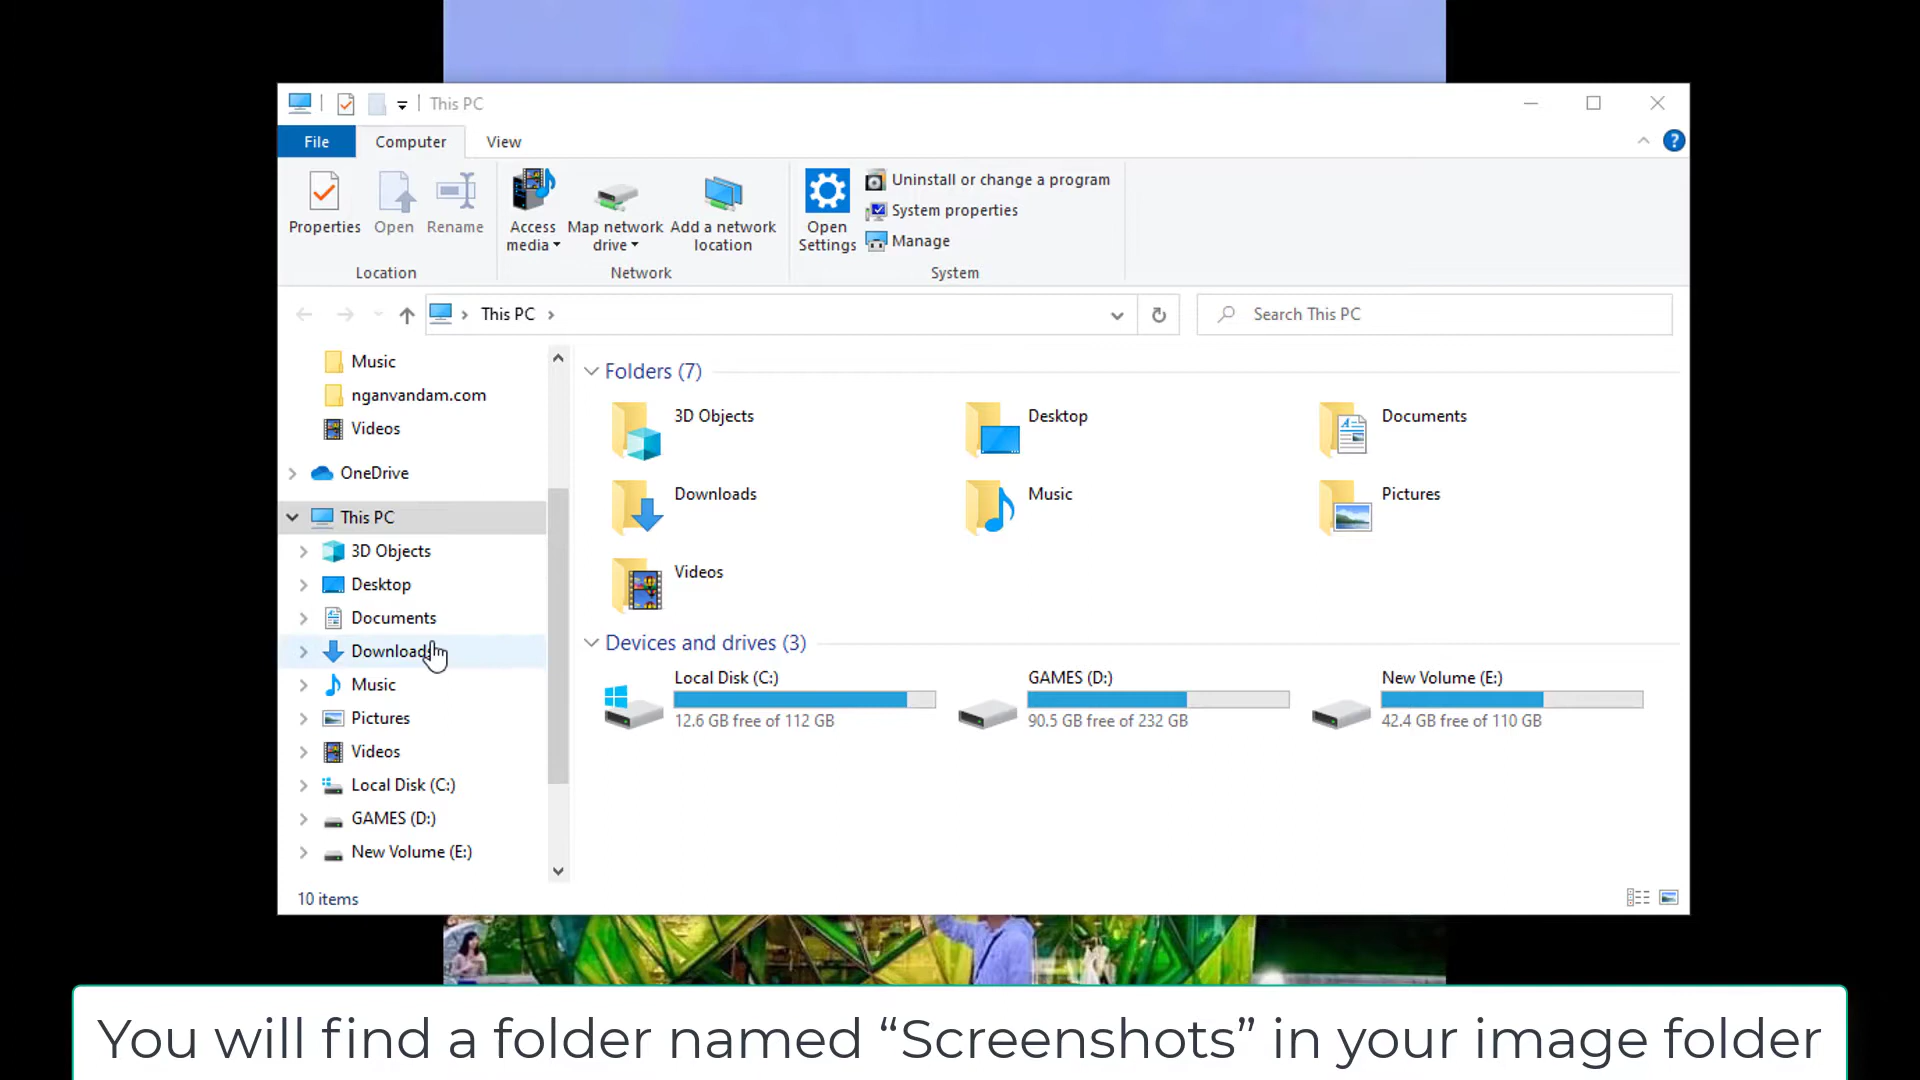 This PC
File
Computer
View
Properties
Open
Rename
Access
media
Map network
drive
Add a network
location
Open
Settings
Uninstall or change a program
System properties
Manage
Location
Network
System
This PC
Search This PC
Music
nganvandam.com
Videos
OneDrive
This PC
3D Objects
Desktop
Documents
Downloads
Music
Pictures
Videos
Local Disk (C:)
GAMES (D:)
New Volume (E:)
Folders (7)
3D Objects
Desktop
Documents
Downloads
Music
Pictures
Videos
Devices and drives (3)
Local Disk (C:)
12.6 GB free of 112 GB
GAMES (D:)
90.5 GB free of 232 GB
New Volume (E:)
42.4 GB free of 110 GB
10 items
You will find a folder named “Screenshots” in your image folder